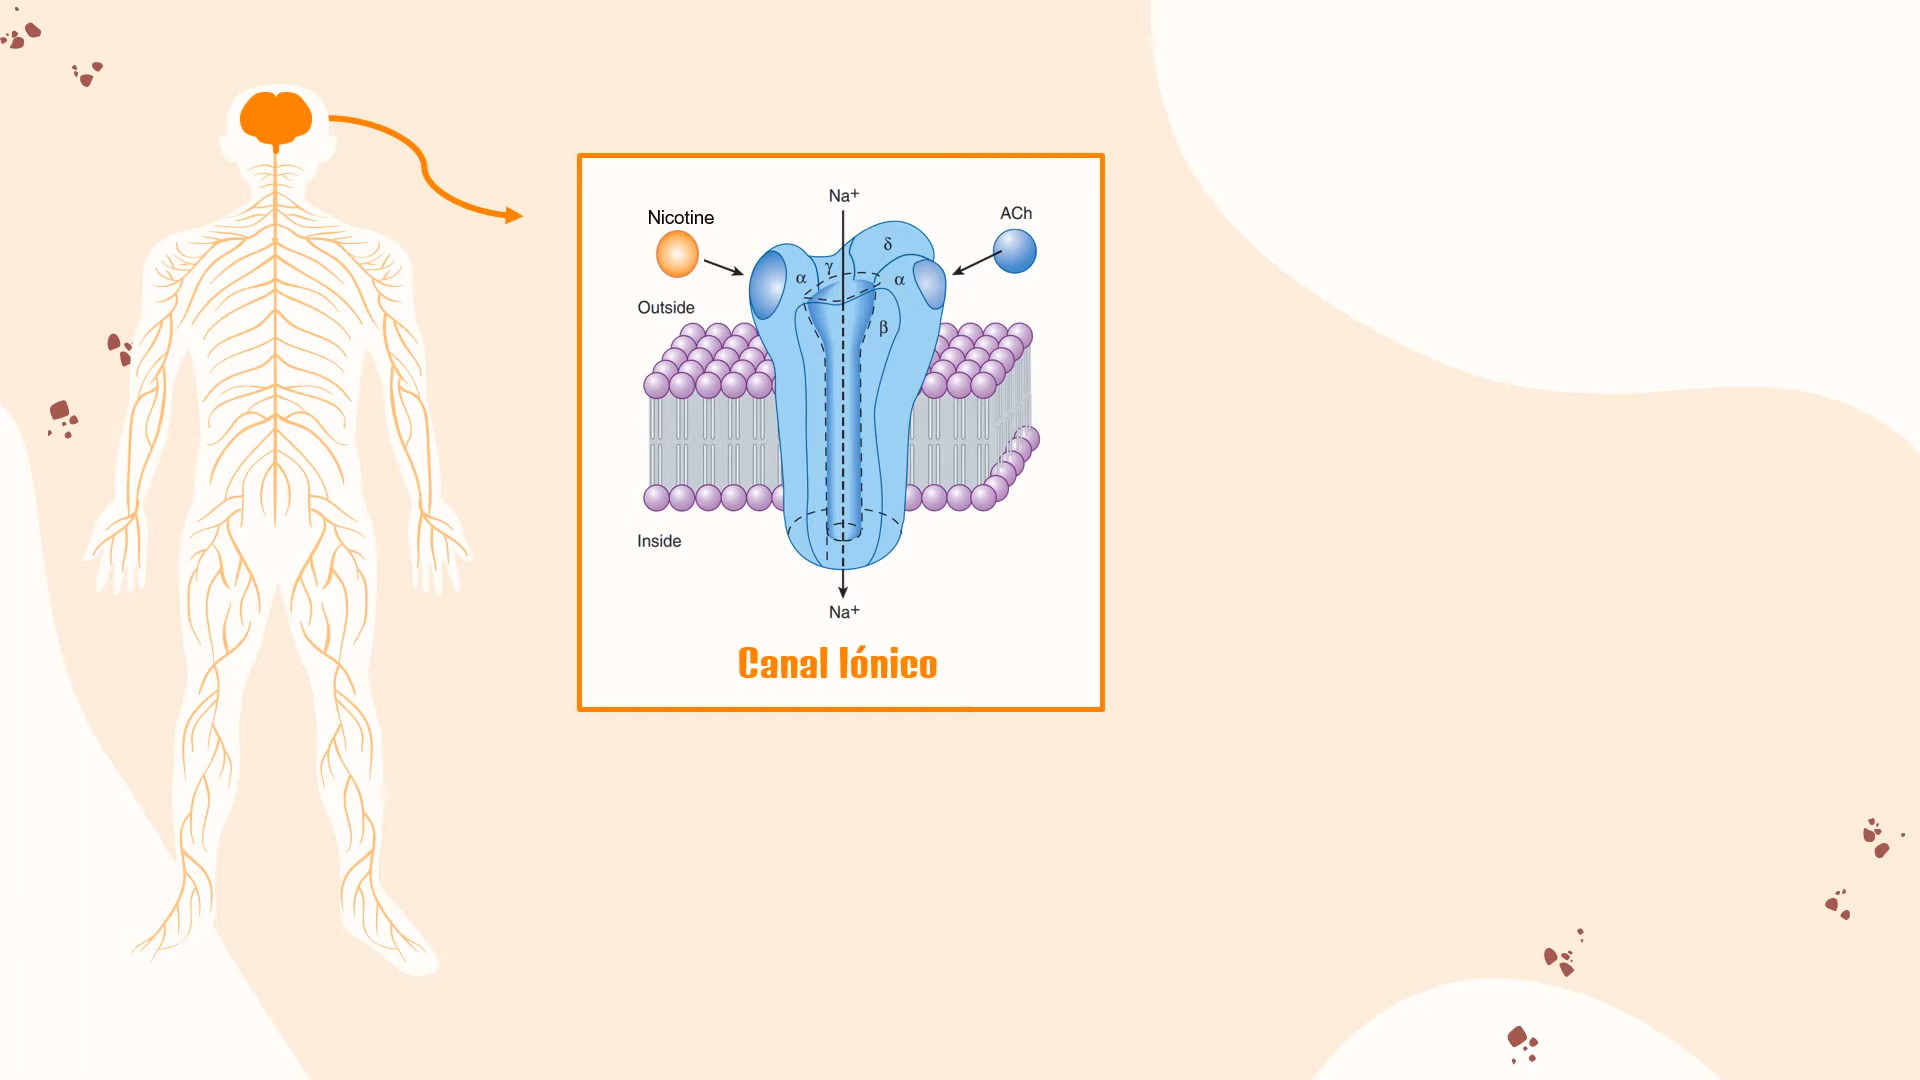 Na+
Nicotine
ACh
δ
γ
α
α
Outside
β
Inside
Na+
Canal Iónico